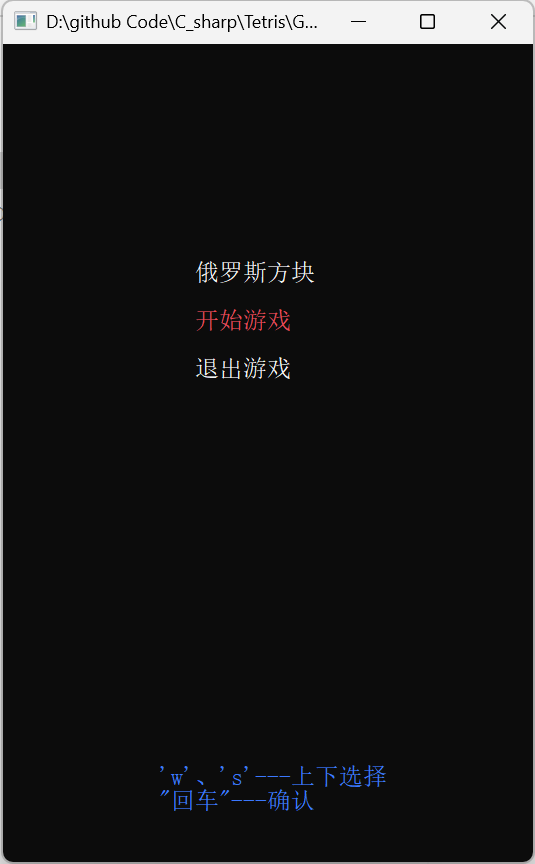 D:\github Code\C_sharp\Tetris\G...
俄罗斯方块
开始游戏
退出游戏
'w'、's'---上下选择
"回车"---确认